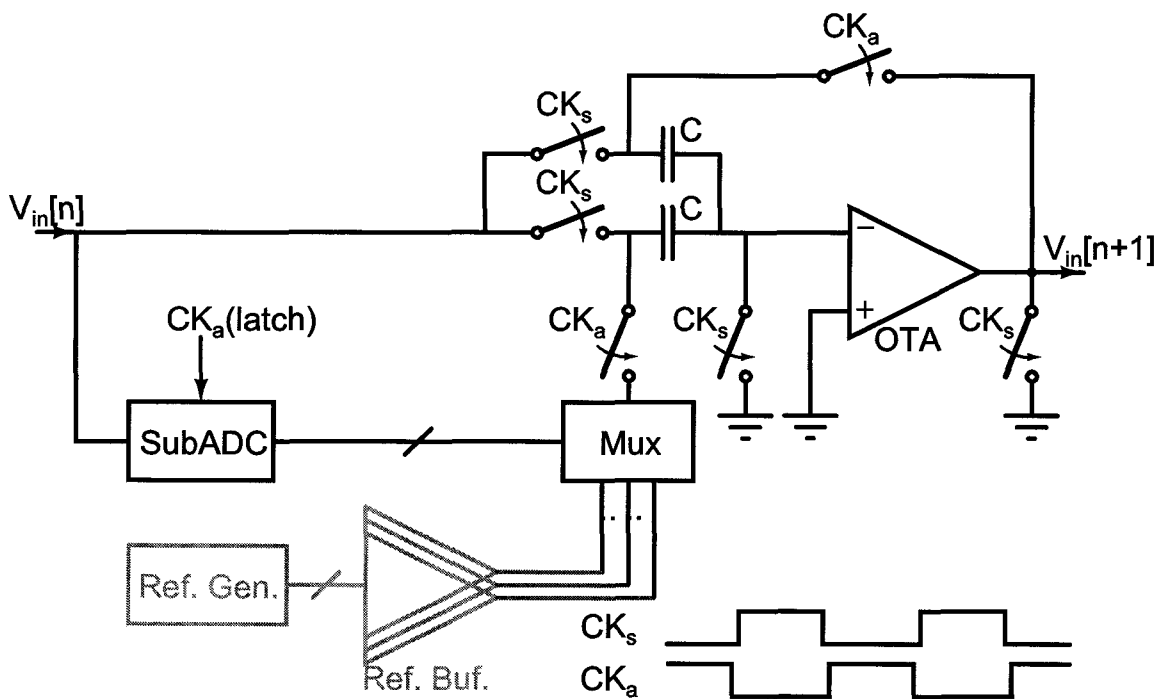 CKₐ
CKₛ
C
CKₛ
C
Vᵢₙ[n]
Vᵢₙ[n+1]
−
+
OTA
CKₐ(latch)
CKₐ
CKₛ
CKₛ
SubADC
Mux
....
Ref. Gen.
Ref. Buf.
CKₛ
CKₐ